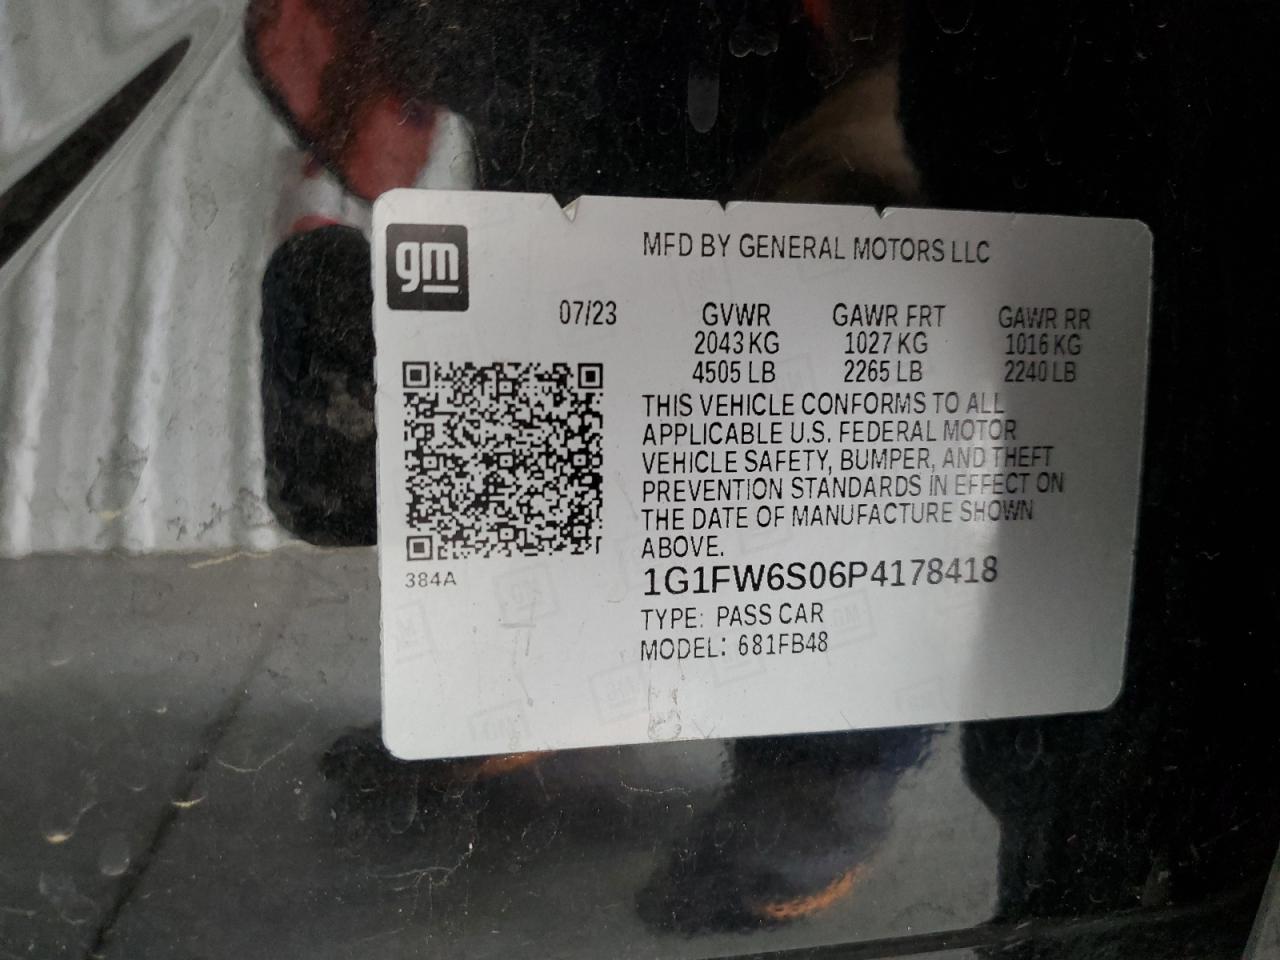 gm
MFD BY GENERAL MOTORS LLC
07/23 GVWR GAWR FRT GAWR RR
2043 KG 1027 KG 1016 KG
4505 LB 2265 LB 2240 LB
THIS VEHICLE CONFORMS TO ALL
APPLICABLE U.S. FEDERAL MOTOR
VEHICLE SAFETY, BUMPER, AND THEFT
PREVENTION STANDARDS IN EFFECT ON
THE DATE OF MANUFACTURE SHOWN
ABOVE.
384A
1G1FW6S06P4178418
TYPE: PASS CAR
MODEL: 681FB48